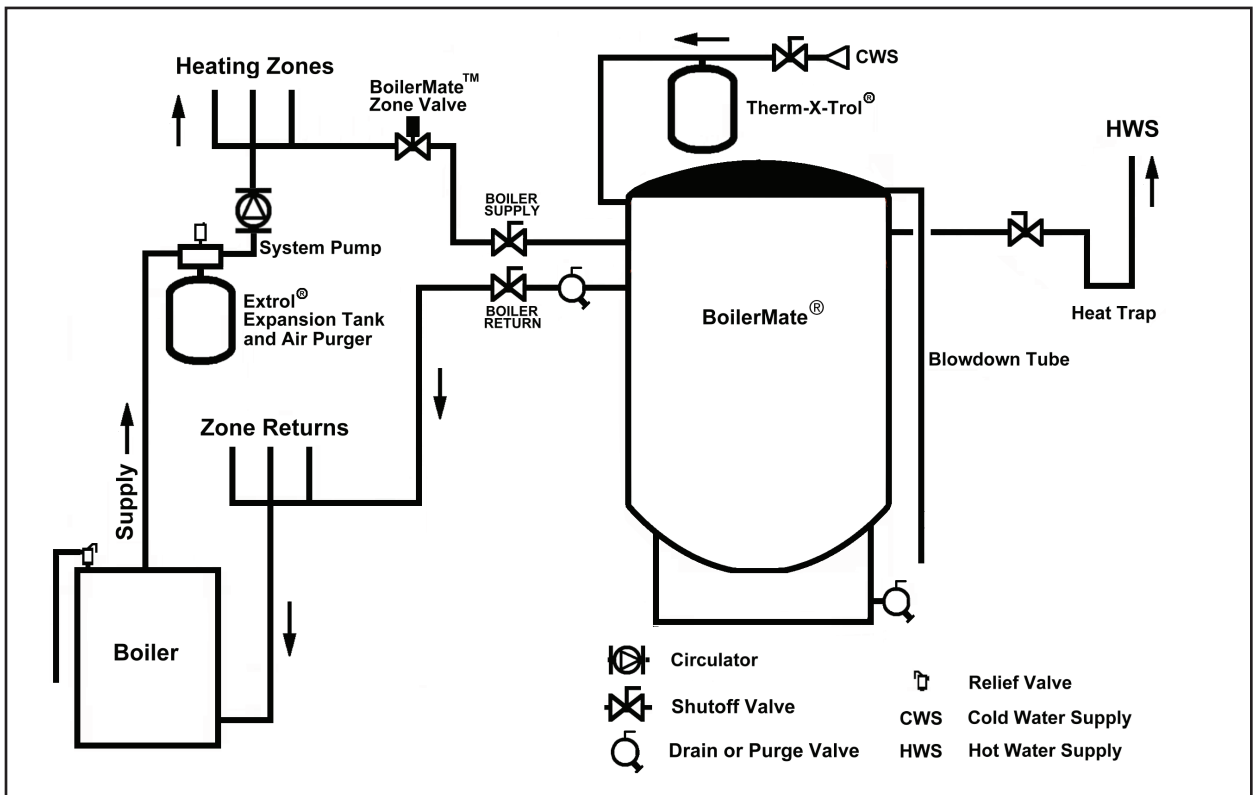 Heating Zones
BoilerMate™
Zone Valve
CWS
Therm-X-Trol®
HWS
BOILER
SUPPLY
System Pump
Extrol®
Expansion Tank
and Air Purger
BOILER
RETURN
BoilerMate®
Heat Trap
Blowdown Tube
Zone Returns
Supply
Boiler
Circulator
Shutoff Valve
Drain or Purge Valve
Relief Valve
CWS Cold Water Supply
HWS Hot Water Supply